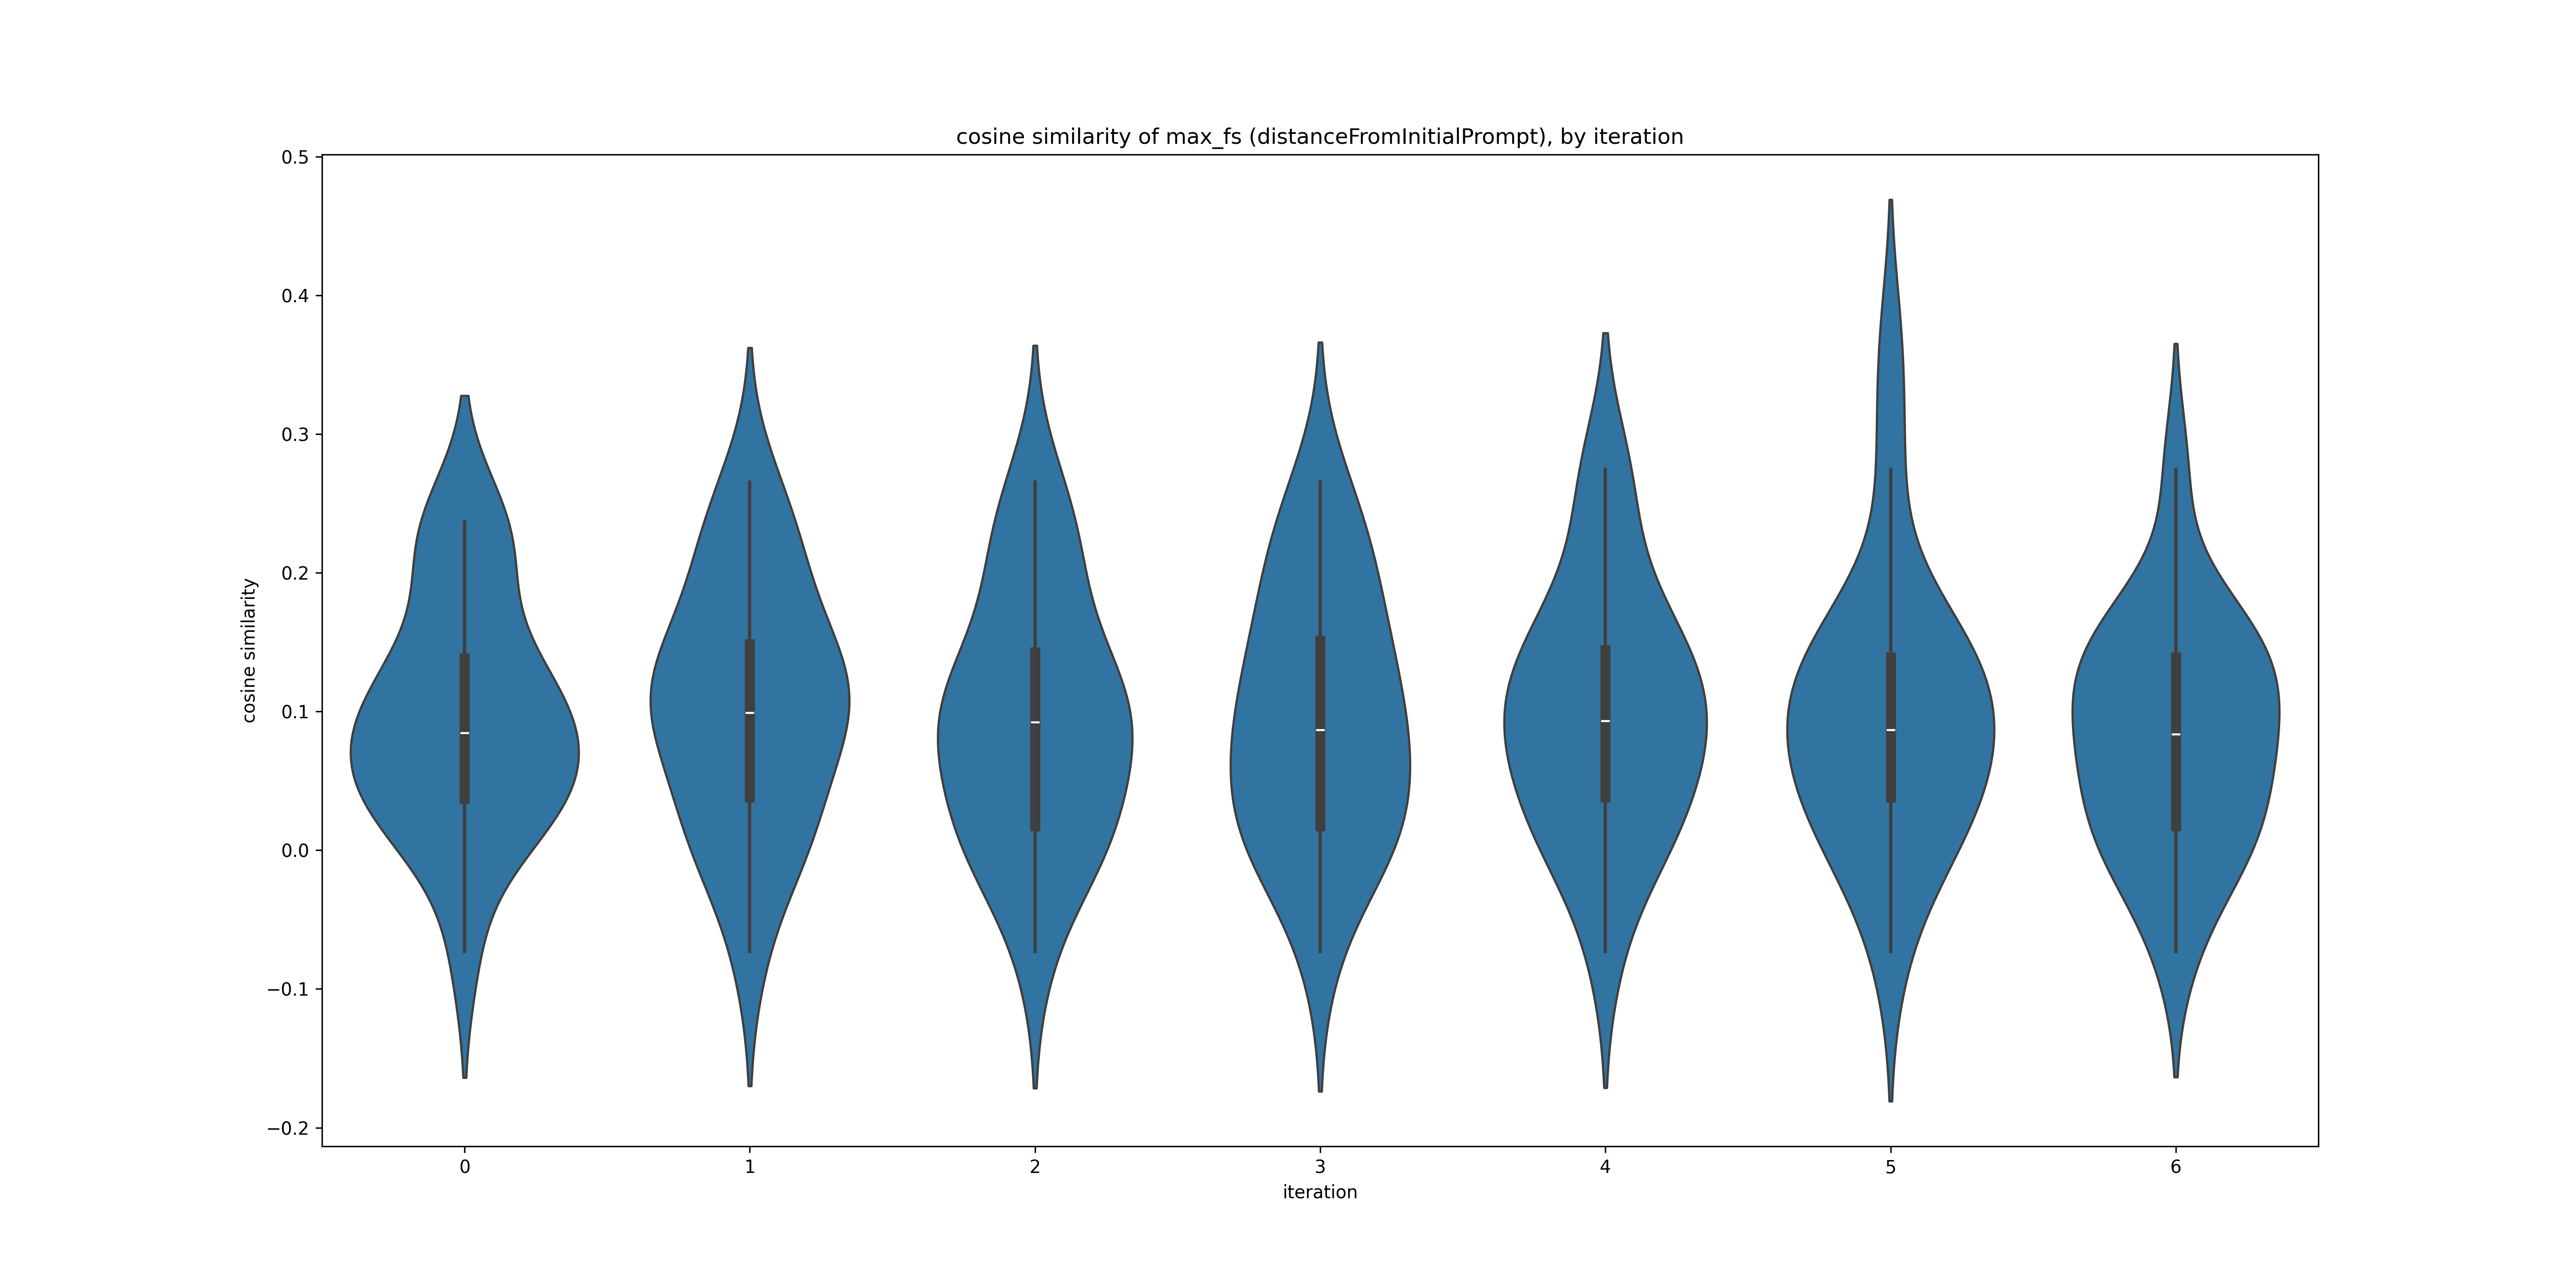 cosine similarity of max_fs (distanceFromInitialPrompt), by iteration
0.5
0.4
0.3
0.2
0.1
0.0
−0.1
−0.2
cosine similarity
0 1 2 3 4 5 6
iteration